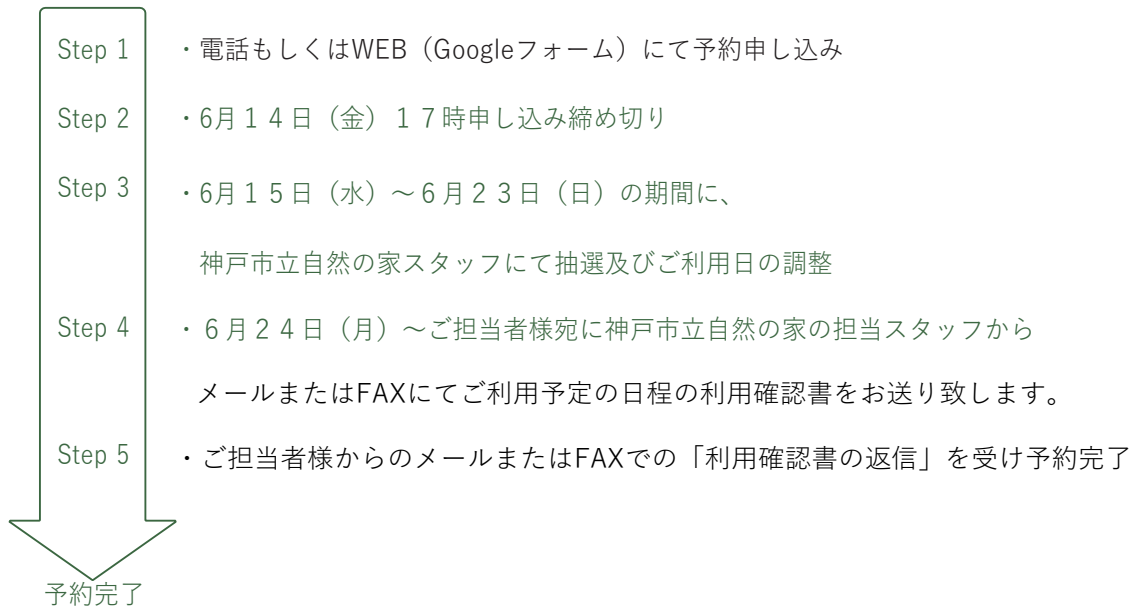 Step 1 ・電話もしくはWEB（Googleフォーム）にて予約申し込み
Step 2 ・6月１４日（金）１７時申し込み締め切り
Step 3 ・6月１５日（水）～６月２３日（日）の期間に、
神戸市立自然の家スタッフにて抽選及びご利用日の調整
Step 4 ・６月２４日（月）～ご担当者様宛に神戸市立自然の家の担当スタッフから
メールまたはFAXにてご利用予定の日程の利用確認書をお送り致します。
Step 5 ・ご担当者様からのメールまたはFAXでの「利用確認書の返信」を受け予約完了
予約完了